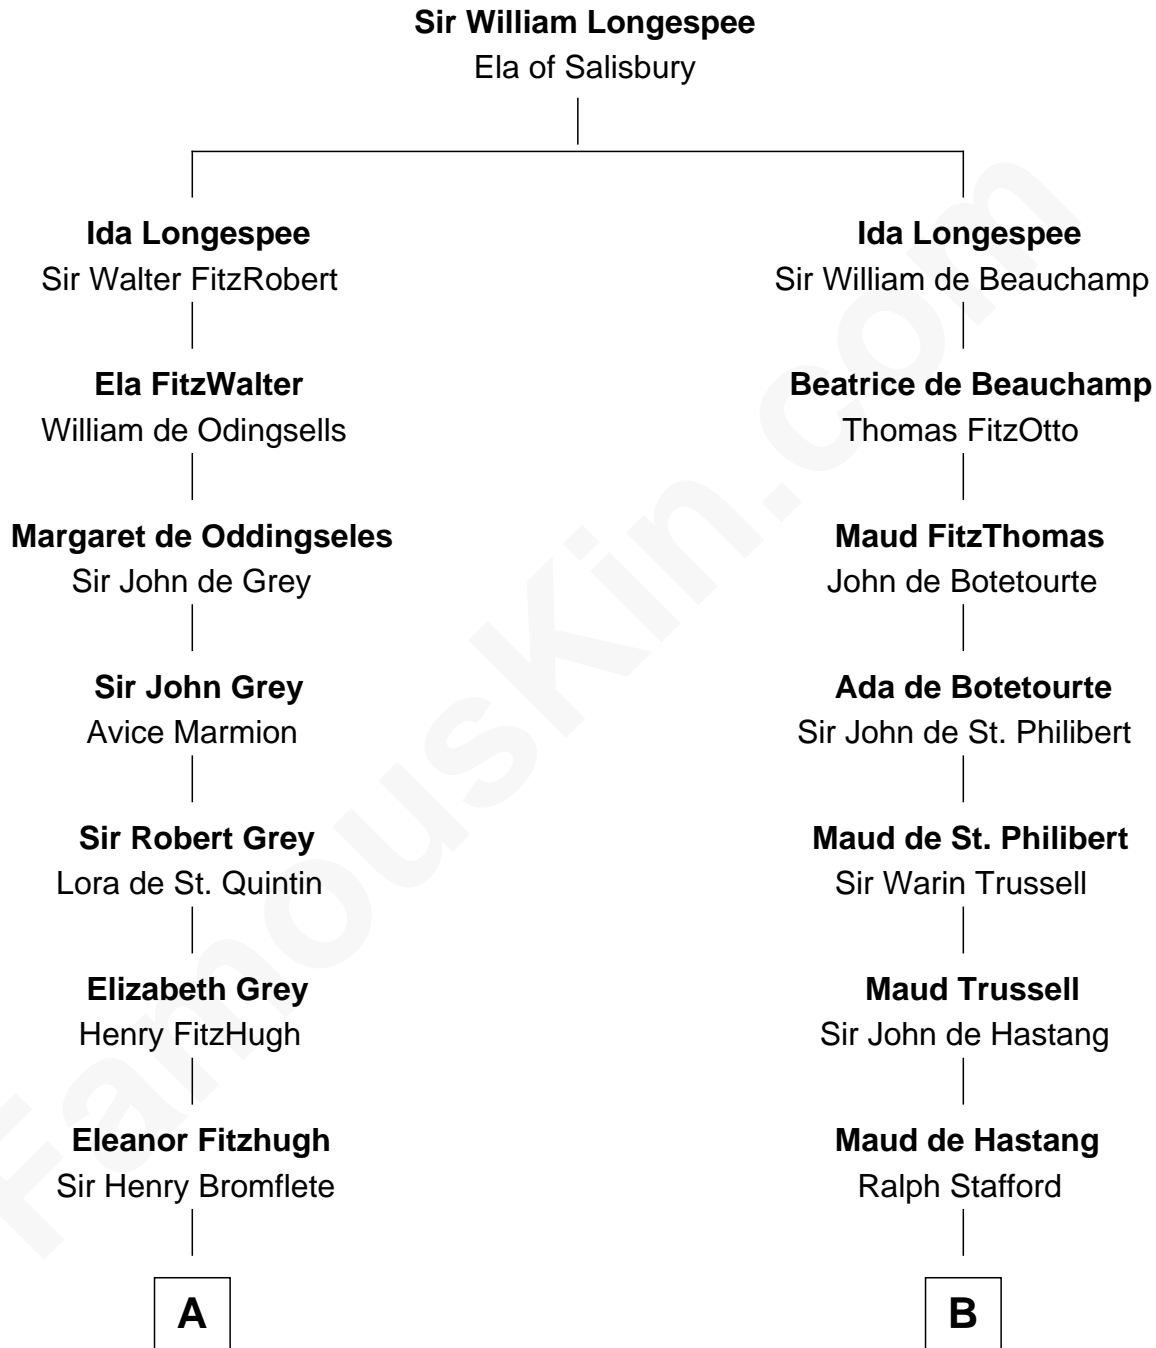 Sir William Longespee
Ela of Salisbury
Ida Longespee
Sir Walter FitzRobert
Ela FitzWalter
William de Odingsells
Margaret de Oddingseles
Sir John de Grey
Sir John Grey
Avice Marmion
Sir Robert Grey
Lora de St. Quintin
Elizabeth Grey
Henry FitzHugh
Eleanor Fitzhugh
Sir Henry Bromflete
A
Ida Longespee
Sir William de Beauchamp
Beatrice de Beauchamp
Thomas FitzOtto
Maud FitzThomas
John de Botetourte
Ada de Botetourte
Sir John de St. Philibert
Maud de St. Philibert
Sir Warin Trussell
Maud Trussell
Sir John de Hastang
Maud de Hastang
Ralph Stafford
B
FamousKin.com